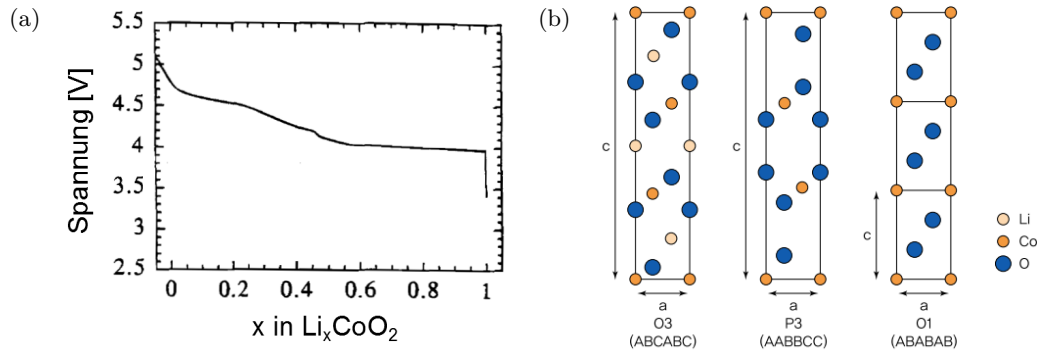 (a)
5.5
5
4.5
4
3.5
3
2.5
Spannung [V]
0 0.2 0.4 0.6 0.8 1
x in LiₓCoO₂
(b)
c
a
O3
(ABCABC)
c
a
P3
(AABBCC)
c
a
O1
(ABABAB)
Li
Co
O